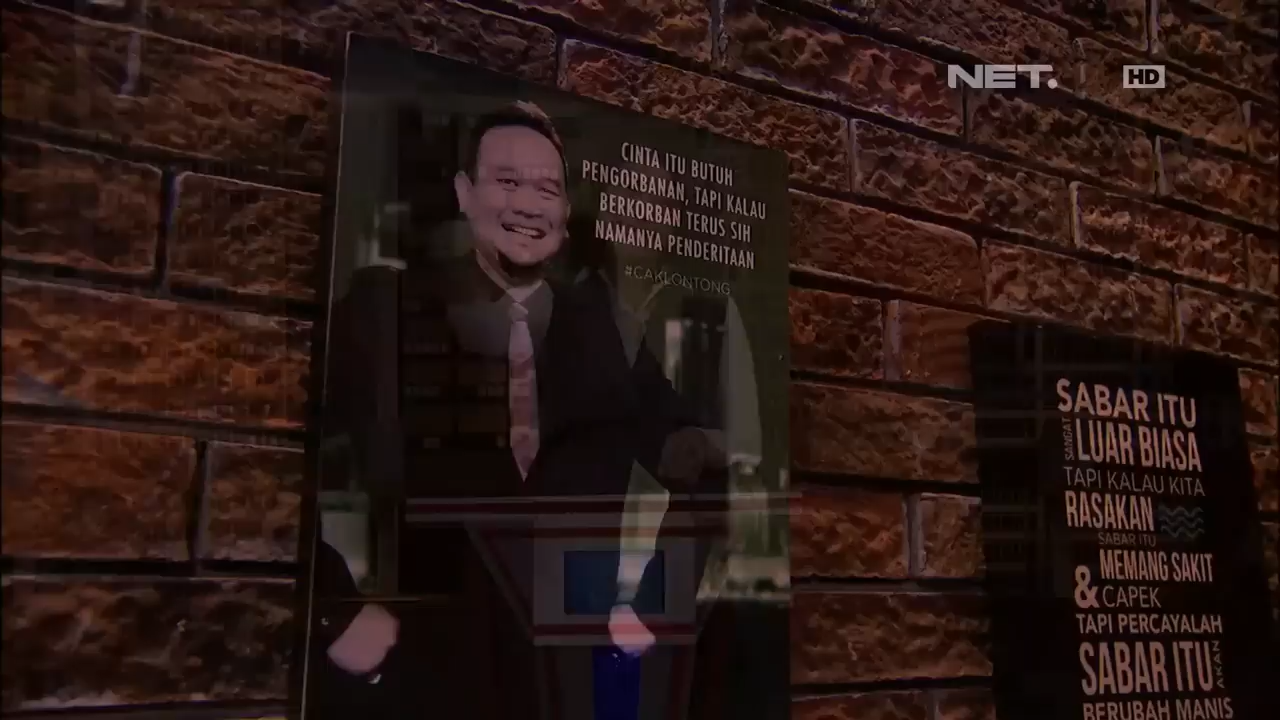 NET. HD
CINTA ITU BUTUH
PENGORBANAN, TAPI KALAU
BERKORBAN TERUS SIH
NAMANYA PENDERITAAN
#CAKLONTONG
SABAR ITU
SANGAT
LUAR BIASA
TAPI KALAU KITA
RASAKAN
SABAR ITU
MEMANG SAKIT
& CAPEK
TAPI PERCAYALAH
SABAR ITU
AKAN
BERUBAH MANIS